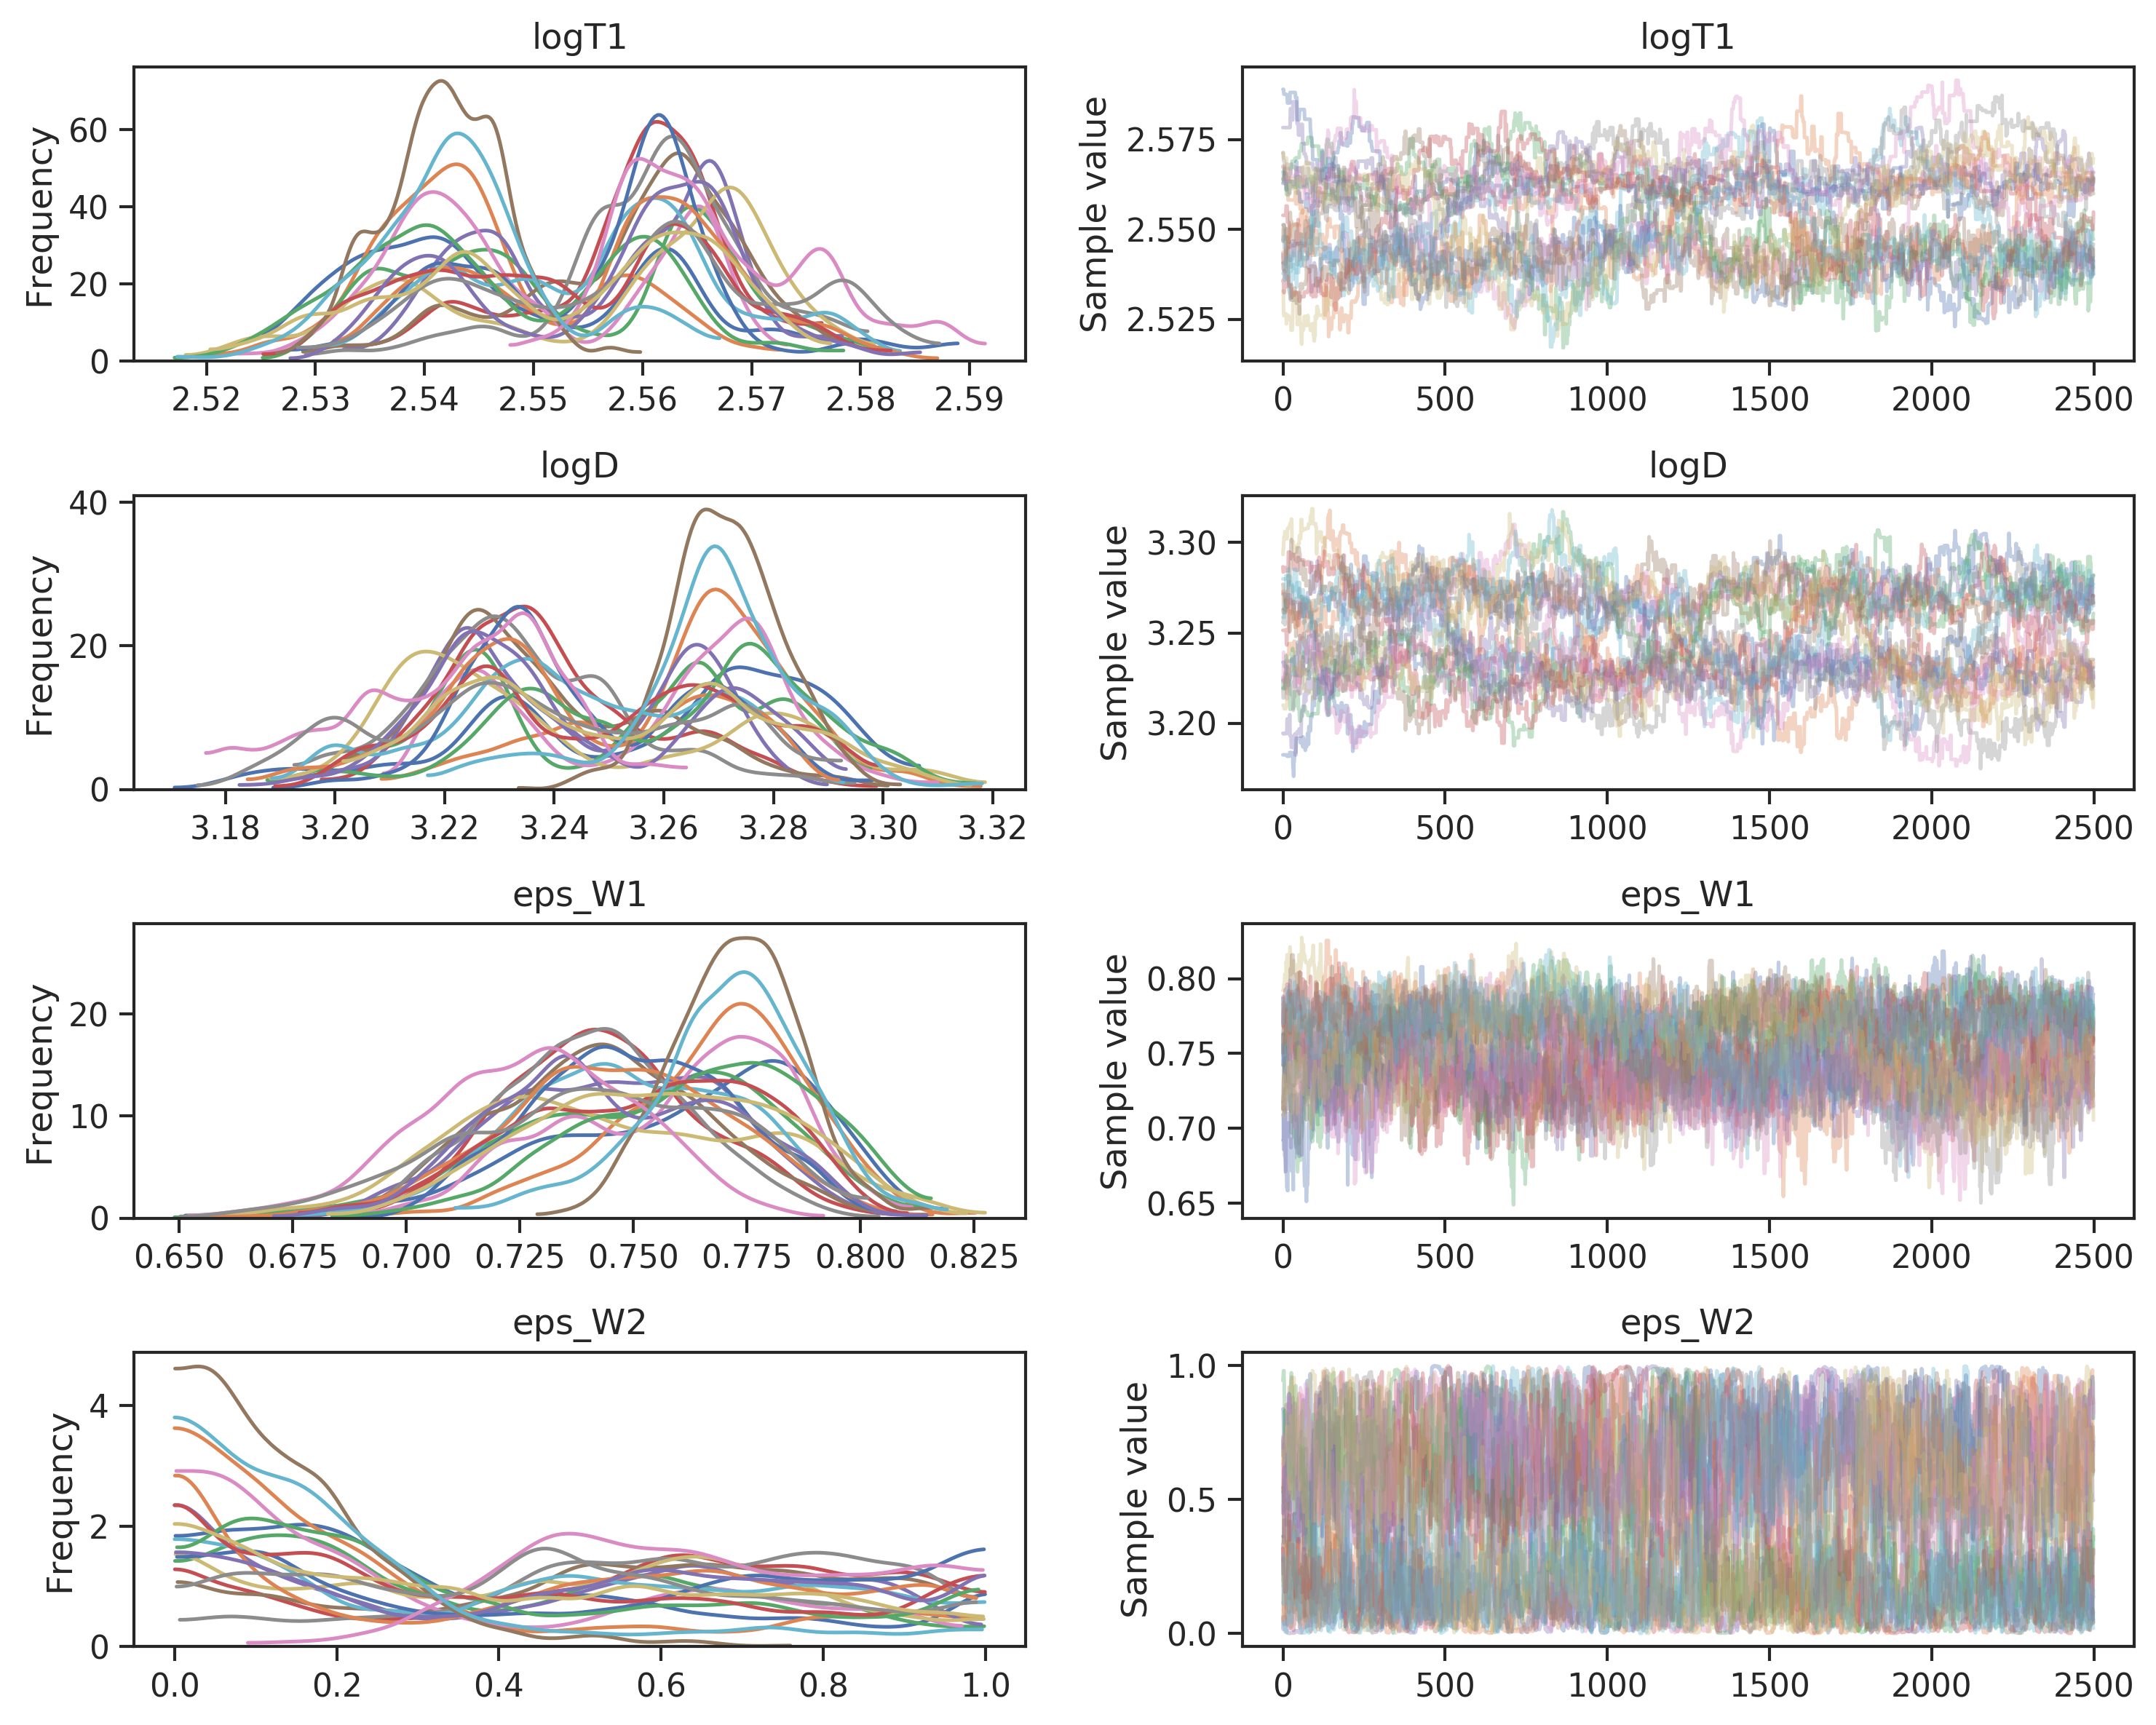 logT1
Frequency
60
40
20
0
2.52 2.53 2.54 2.55 2.56 2.57 2.58 2.59
logT1
Sample value
2.575
2.550
2.525
0 500 1000 1500 2000 2500
logD
Frequency
40
20
0
3.18 3.20 3.22 3.24 3.26 3.28 3.30 3.32
logD
Sample value
3.30
3.25
3.20
0 500 1000 1500 2000 2500
eps_W1
Frequency
20
10
0
0.650 0.675 0.700 0.725 0.750 0.775 0.800 0.825
eps_W1
Sample value
0.80
0.75
0.70
0.65
0 500 1000 1500 2000 2500
eps_W2
Frequency
4
2
0
0.0 0.2 0.4 0.6 0.8 1.0
eps_W2
Sample value
1.0
0.5
0.0
0 500 1000 1500 2000 2500